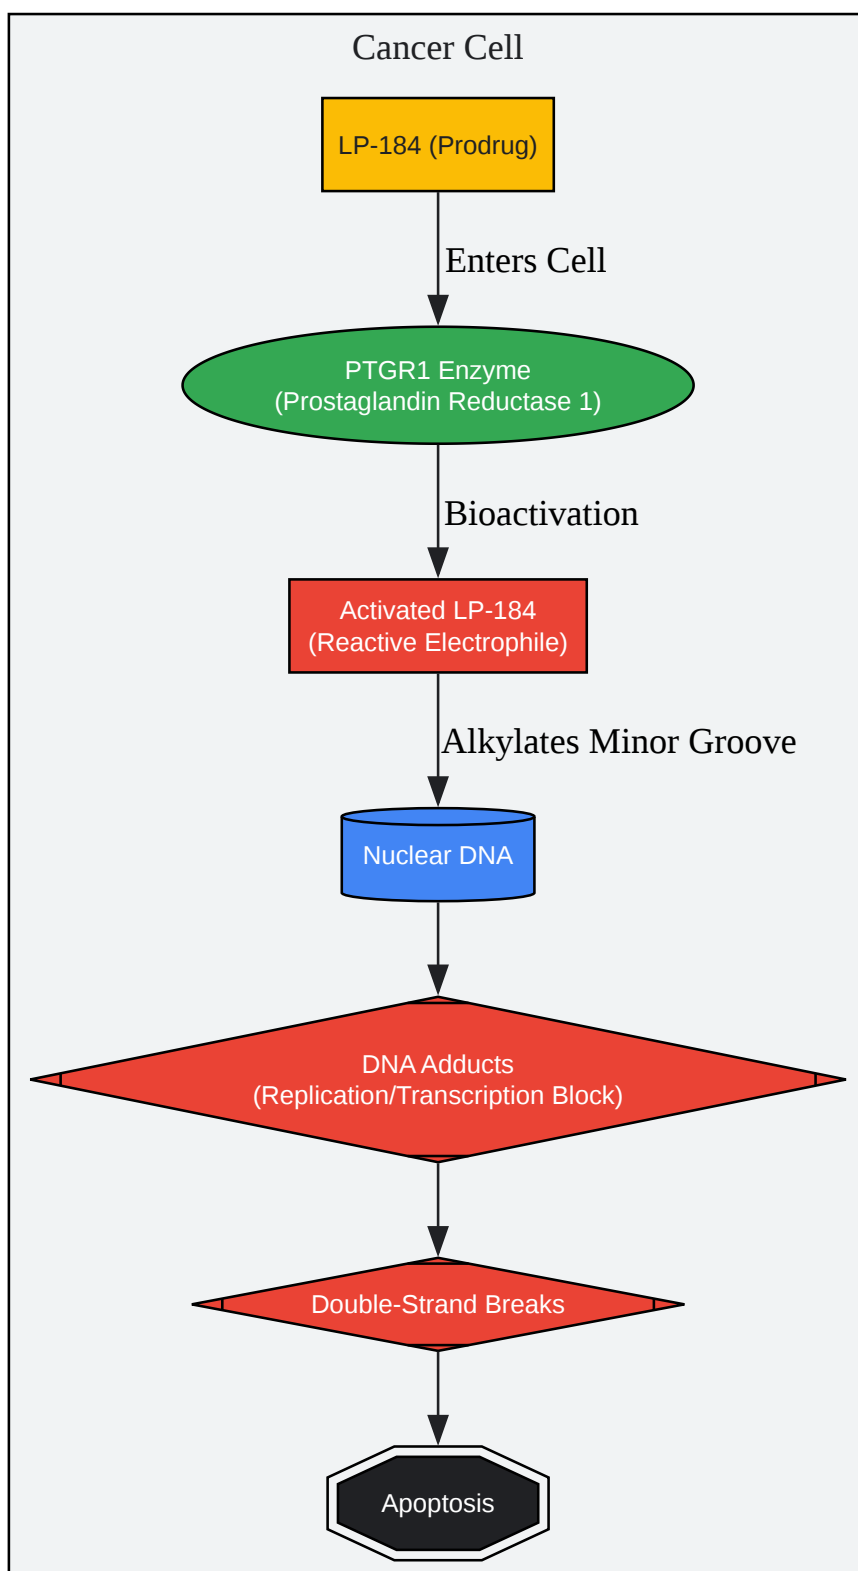 Cancer Cell
LP-184 (Prodrug)
Enters Cell
PTGR1 Enzyme
(Prostaglandin Reductase 1)
Bioactivation
Activated LP-184
(Reactive Electrophile)
Alkylates Minor Groove
Nuclear DNA
DNA Adducts
(Replication/Transcription Block)
Double-Strand Breaks
Apoptosis